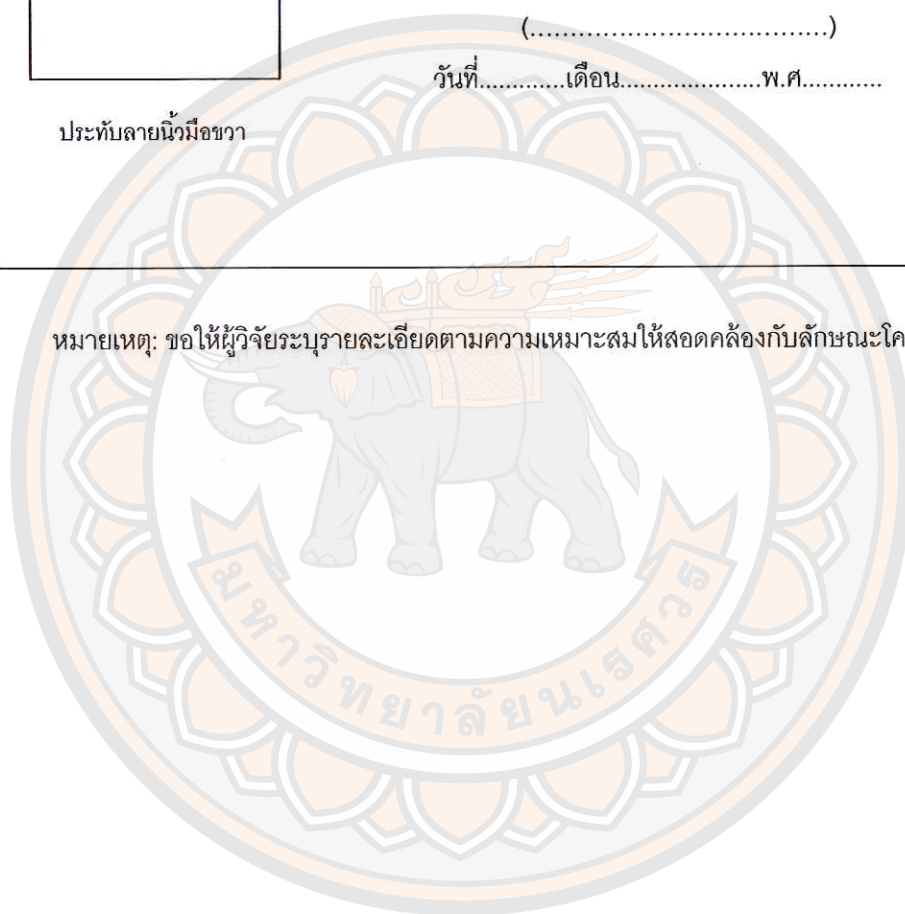 (.....................................)
วันที่.............เดือน......................พ.ศ............
ประทับลายนิ้วมือขวา
หมายเหตุ: ขอให้ผู้วิจัยระบุรายละเอียดตามความเหมาะสมให้สอดคล้องกับลักษณะโค
มหาวิทยาลัยนเรศวร